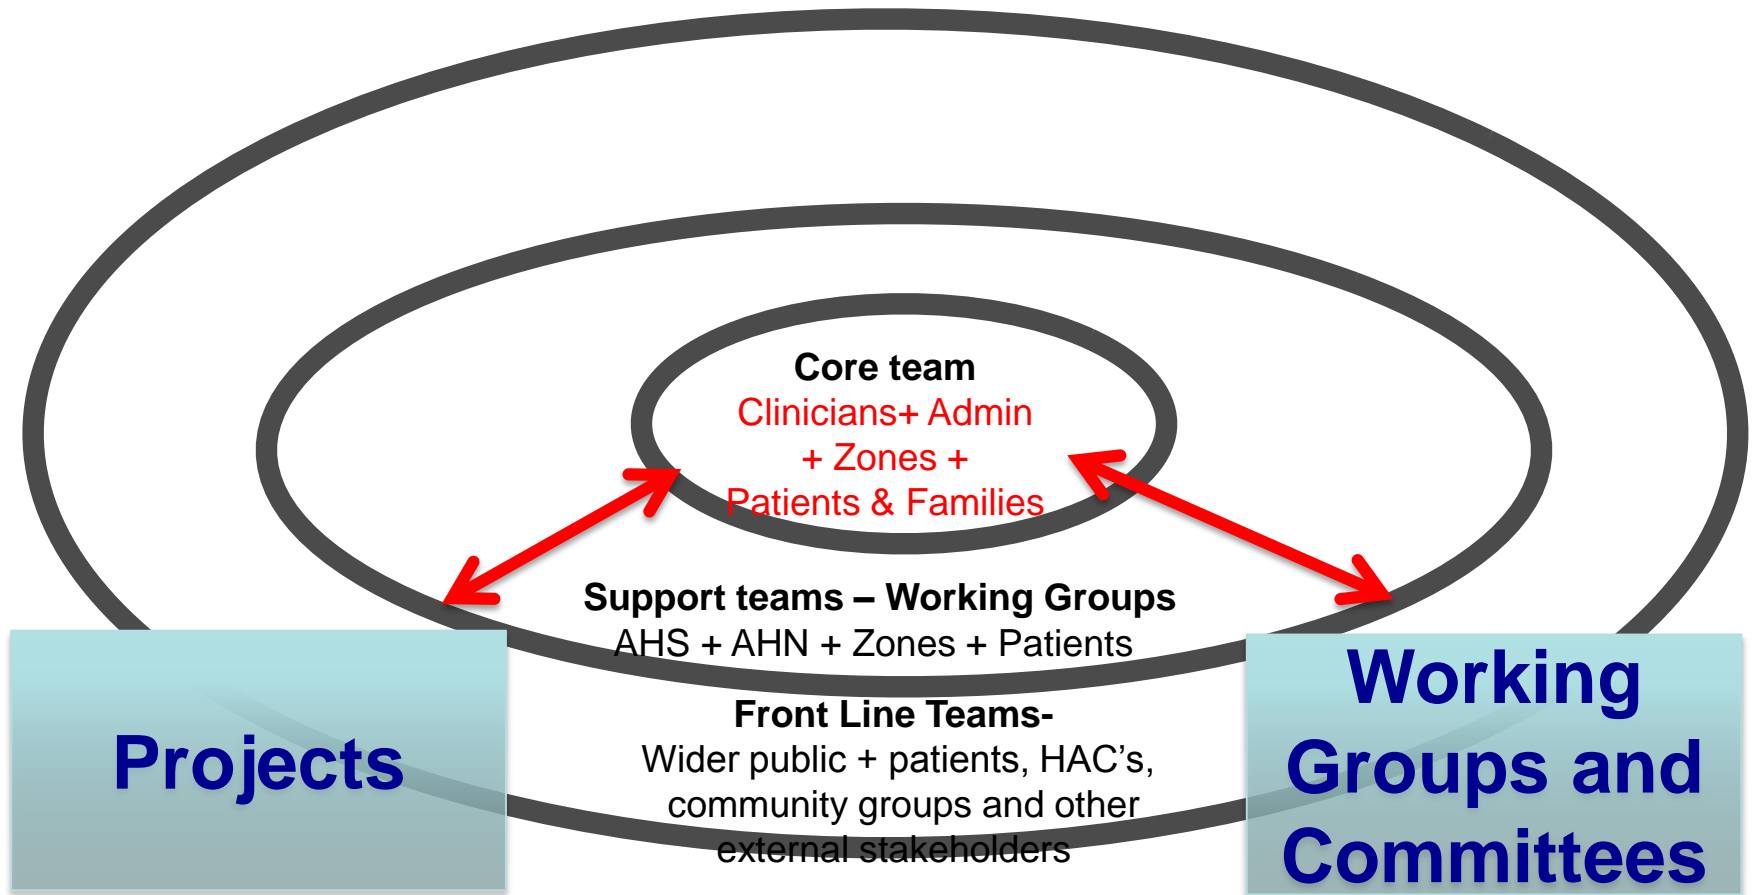 Core team
Clinicians+ Admin
+ Zones +
Patients & Families
Support teams – Working Groups
AHS + AHN + Zones + Patients
Front Line Teams-
Wider public + patients, HAC's,
community groups and other
external stakeholders
Projects
Working
Groups and
Committees